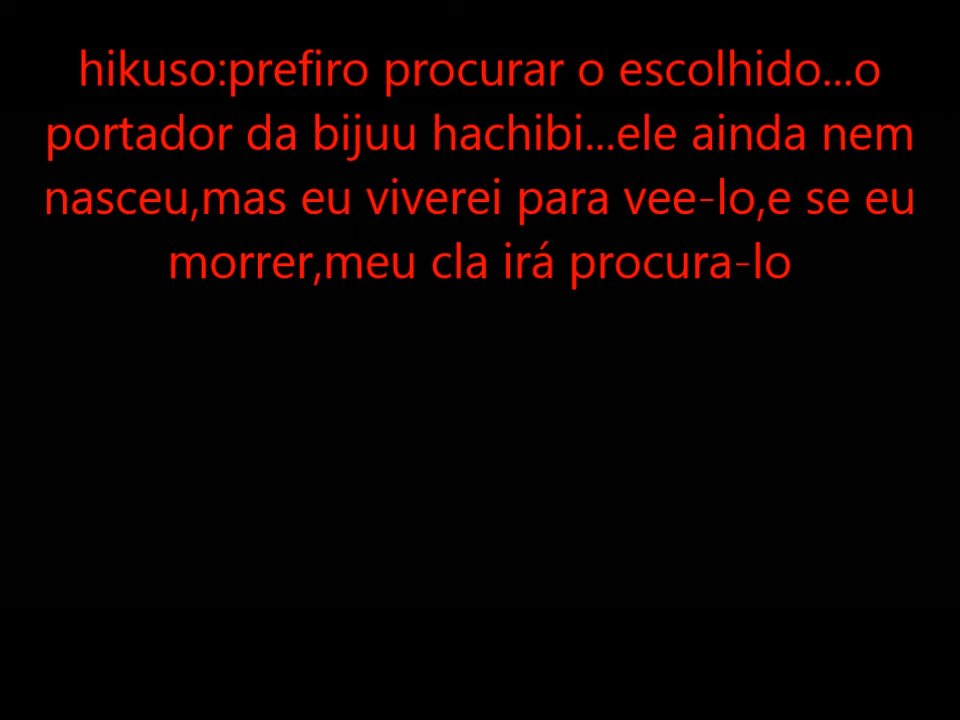 hikuso:prefiro procurar o escolhido...o
portador da bijuu hachibi...ele ainda nem
nasceu,mas eu viverei para vee-lo,e se eu
morrer,meu cla irá procura-lo